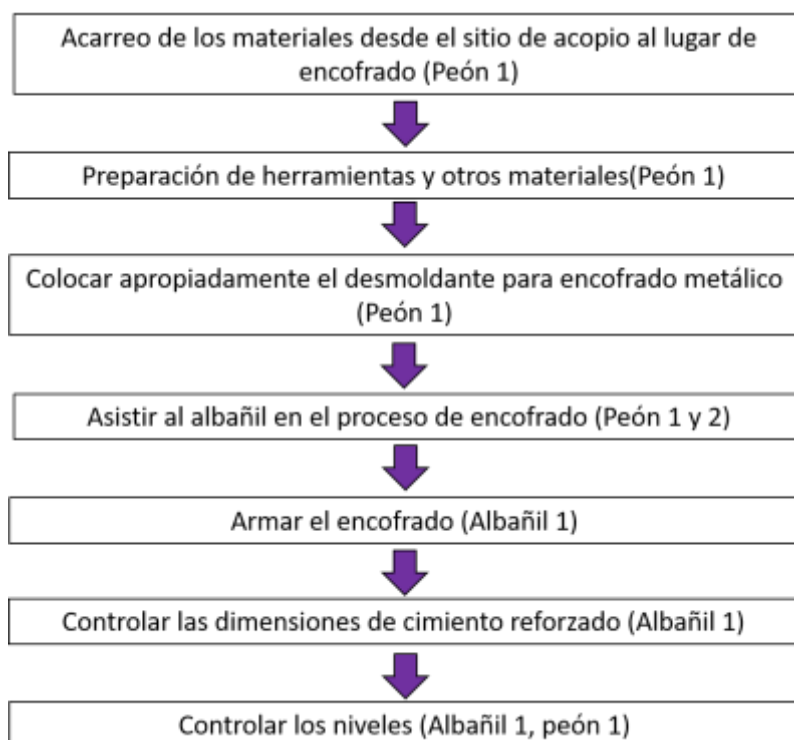 Acarreo de los materiales desde el sitio de acopio al lugar de
encofrado (Peón 1)
Preparación de herramientas y otros materiales(Peón 1)
Colocar apropiadamente el desmoldante para encofrado metálico
(Peón 1)
Asistir al albañil en el proceso de encofrado (Peón 1 y 2)
Armar el encofrado (Albañil 1)
Controlar las dimensiones de cimiento reforzado (Albañil 1)
Controlar los niveles (Albañil 1, peón 1)